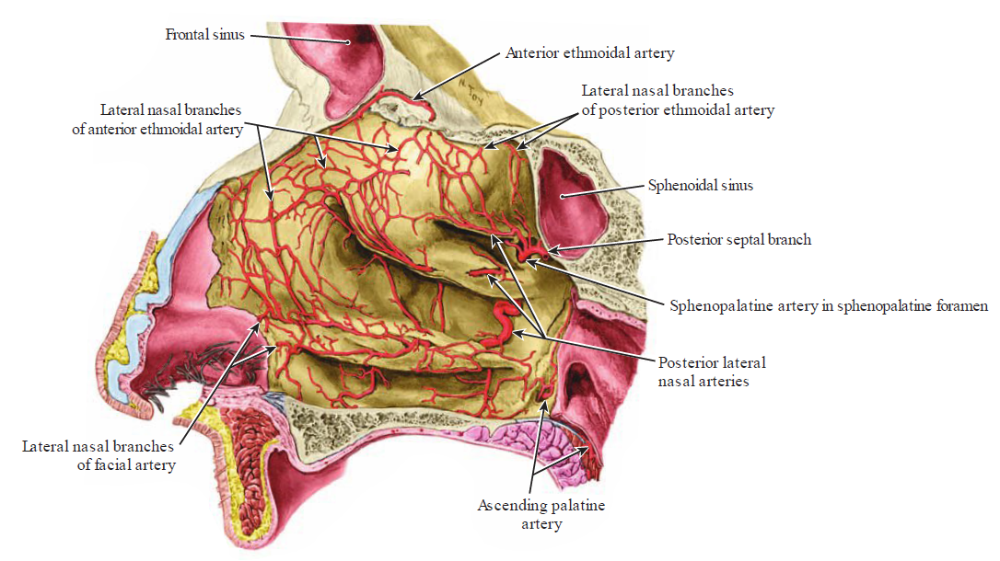 Frontal sinus
Anterior ethmoidal artery
Lateral nasal branches
of posterior ethmoidal artery
Lateral nasal branches
of anterior ethmoidal artery
N. Joy
Sphenoidal sinus
Posterior septal branch
Sphenopalatine artery in sphenopalatine foramen
Posterior lateral
nasal arteries
Lateral nasal branches
of facial artery
Ascending palatine
artery